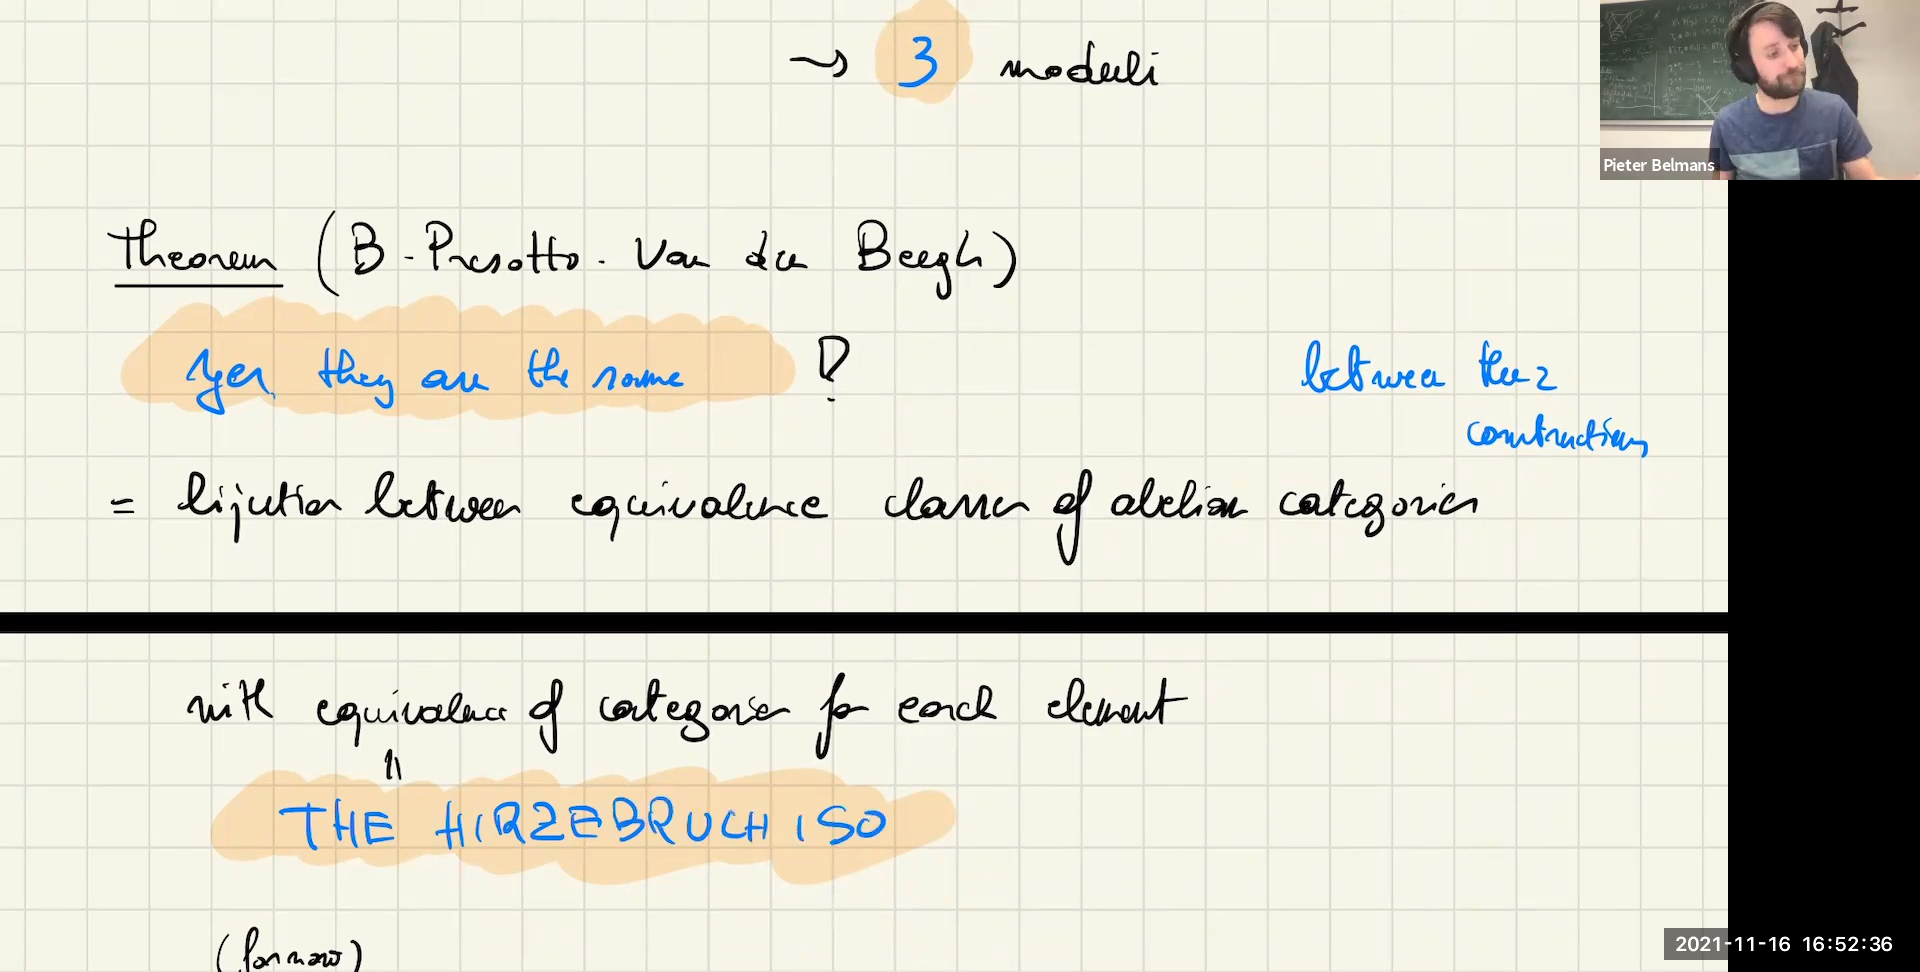 → 3 moduli
Pieter Belmans
Theorem (B - Presotto - Van den Bergh)
Yes they are the same !
between the 2
constructions
= bijection between equivalence classes of abelian categories
with equivalence of categories for each element
THE HIRZEBRUCH ISO
(for now)
2021-11-16 16:52:36